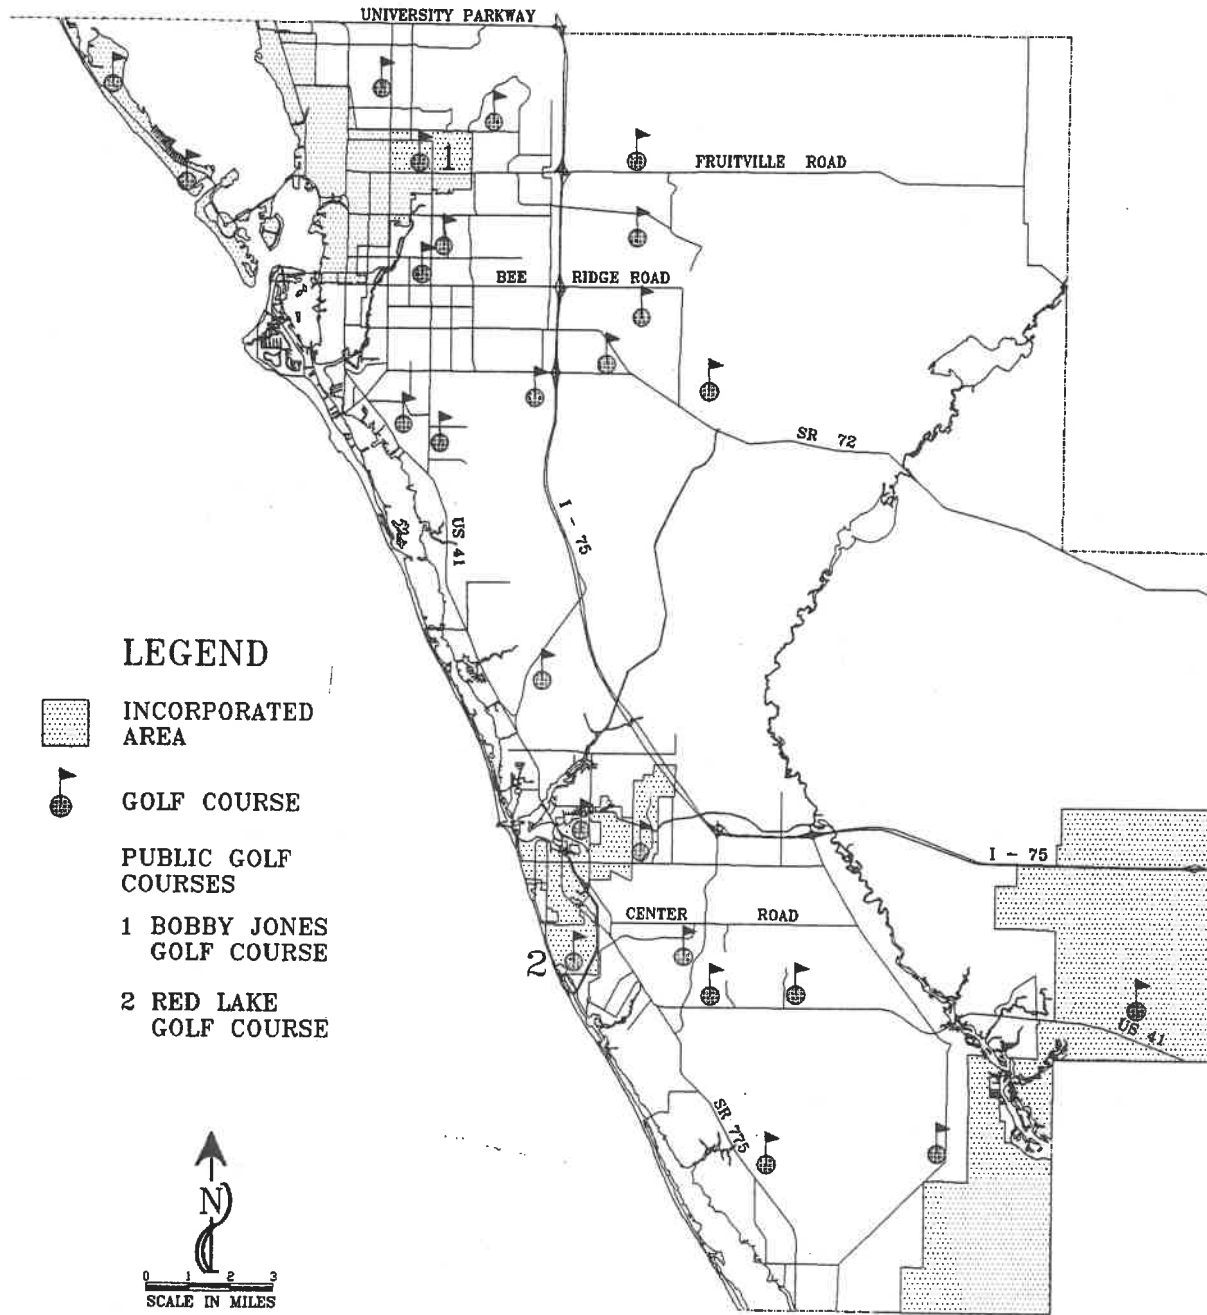 UNIVERSITY PARKWAY
1
FRUITVILLE ROAD
BEE RIDGE ROAD
SR 72
I - 75
US 41
LEGEND
INCORPORATED
AREA
GOLF COURSE
PUBLIC GOLF
COURSES
1 BOBBY JONES
GOLF COURSE
2 RED LAKE
GOLF COURSE
I - 75
CENTER ROAD
2
US 41
SR 775
N
0 1 2 3
SCALE IN MILES